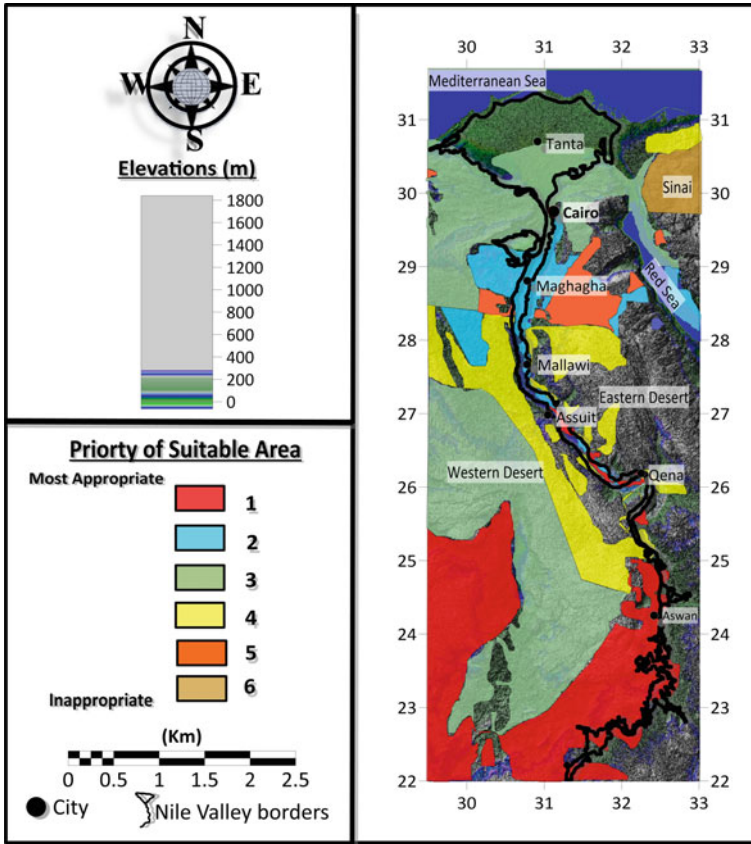 N
W E
S
Elevations (m)
1800
1600
1400
1200
1000
800
600
400
200
0
Priorty of Suitable Area
Most Appropriate
1
2
3
4
5
6
Inappropriate
(Km)
0 0.5 1 1.5 2 2.5
City
Nile Valley borders
30 31 32 33
Mediterranean Sea
31 31
Tanta
30 30
Sinai
Cairo
29 29
Red Sea
Maghagha
28 28
Mallawi
Eastern Desert
27 27
Assuit
Western Desert
Qena
26 26
25 25
Aswan
24 24
23 23
22 22
30 31 32 33